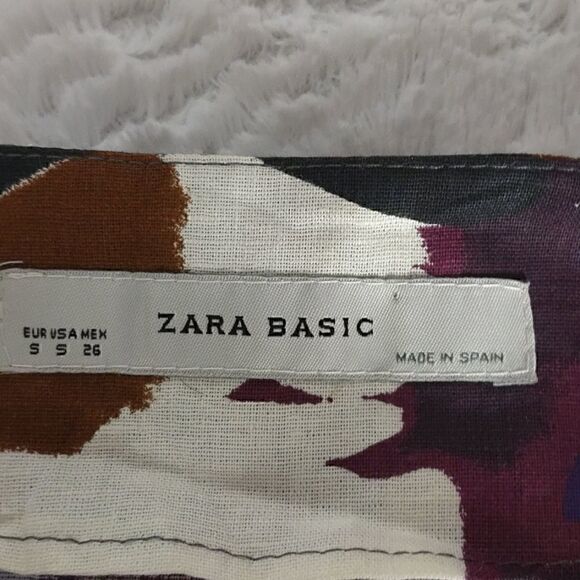 EUR USA MEX
S S 26
ZARA BASIC
MADE IN SPAIN